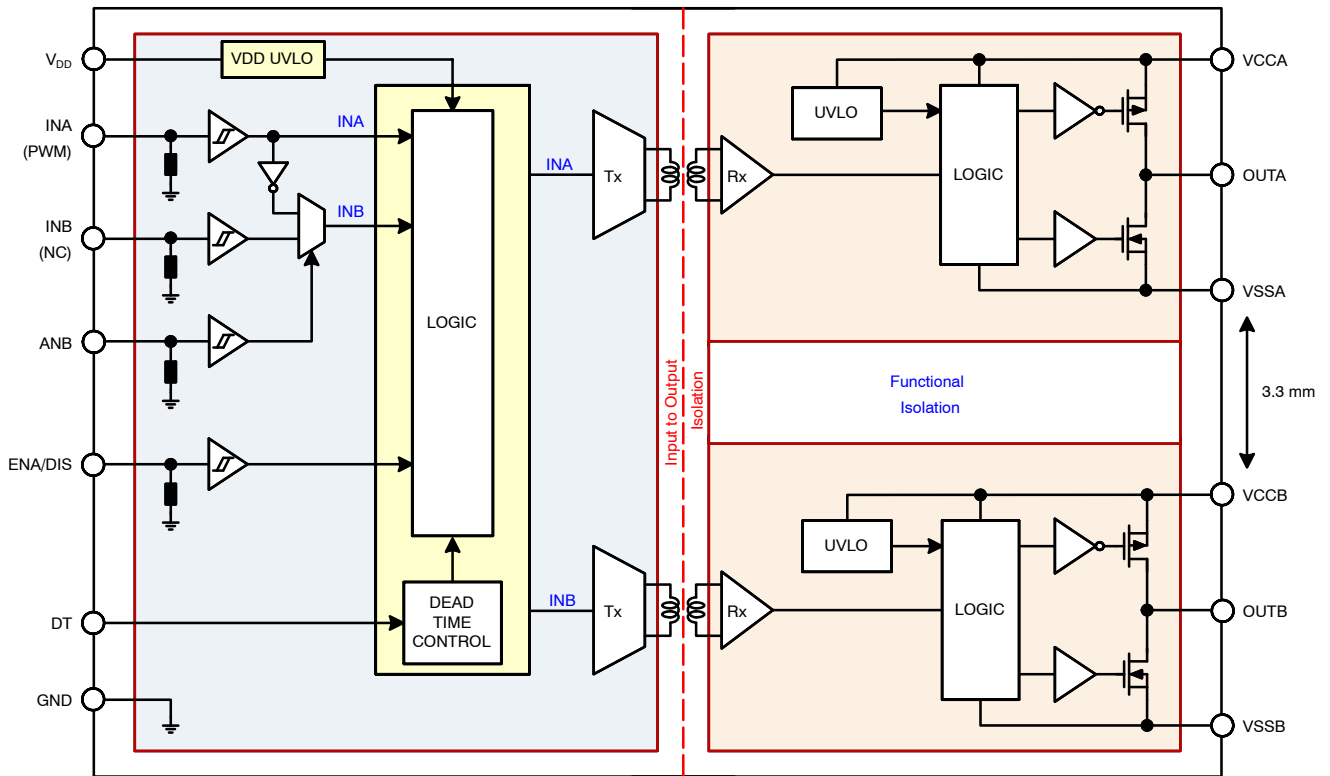 V_DD
VDD UVLO
INA
(PWM)
INA
INB
(NC)
INB
ANB
ENA/DIS
DT
GND
LOGIC
DEAD
TIME
CONTROL
INA
Tx
INB
Tx
Input to Output
Isolation
Rx
UVLO
LOGIC
VCCA
OUTA
VSSA
Functional
Isolation
3.3 mm
Rx
UVLO
LOGIC
VCCB
OUTB
VSSB